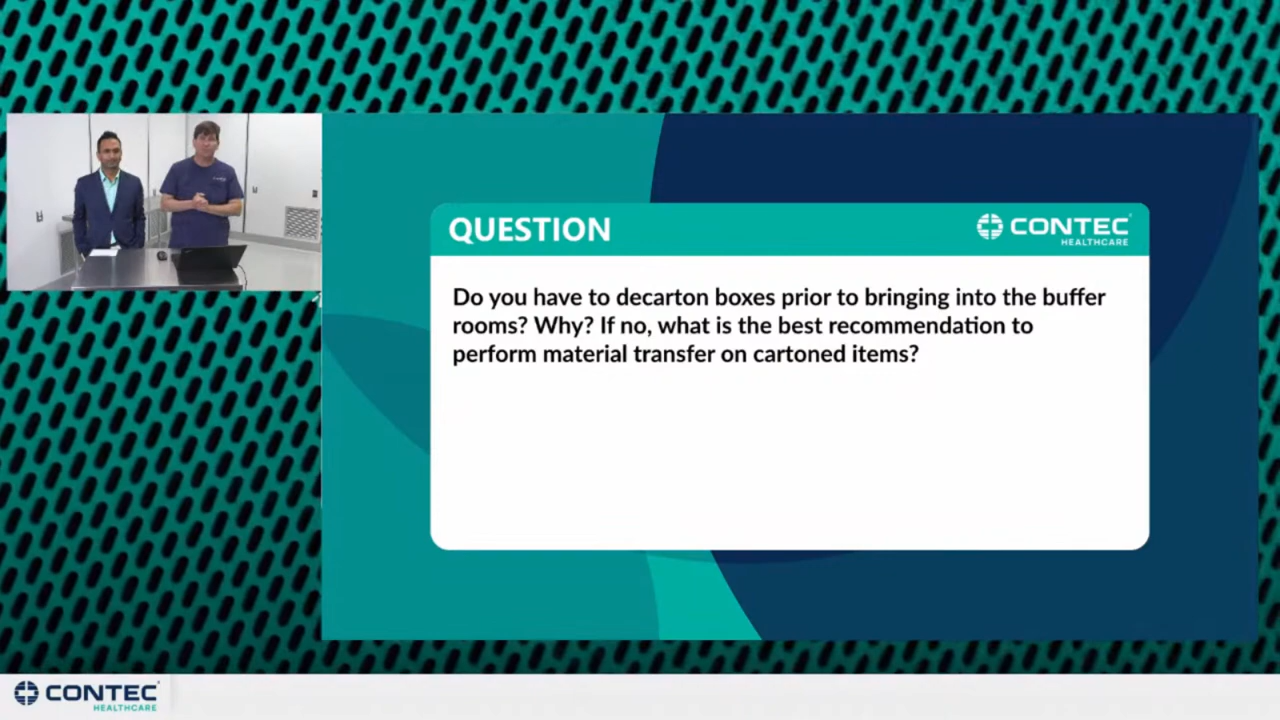 QUESTION
CONTEC
HEALTHCARE
Do you have to decarton boxes prior to bringing into the buffer
rooms? Why? If no, what is the best recommendation to
perform material transfer on cartoned items?
CONTEC
HEALTHCARE